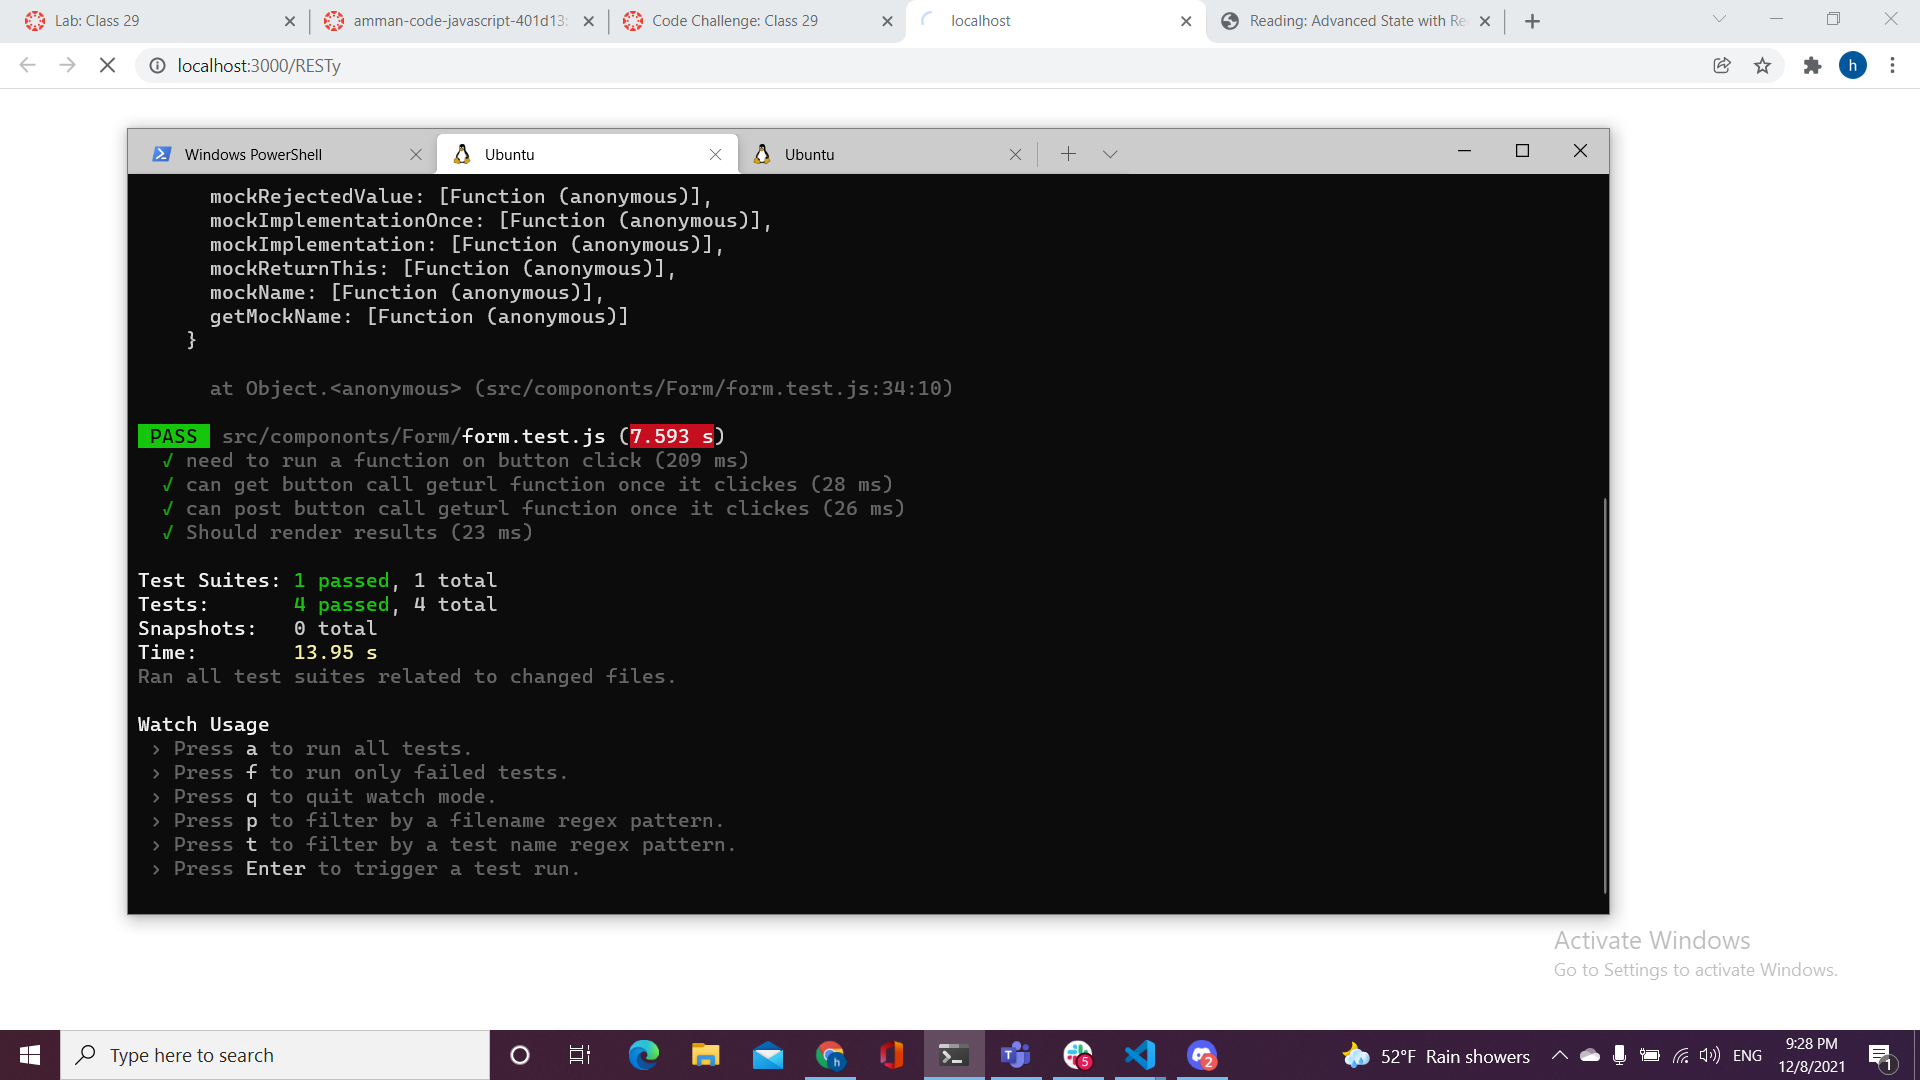 Lab: Class 29
amman-code-javascript-401d13:
Code Challenge: Class 29
localhost
Reading: Advanced State with Re
localhost:3000/RESTy
h
Windows PowerShell
Ubuntu
Ubuntu
mockRejectedValue: [Function (anonymous)],
mockImplementationOnce: [Function (anonymous)],
mockImplementation: [Function (anonymous)],
mockReturnThis: [Function (anonymous)],
mockName: [Function (anonymous)],
getMockName: [Function (anonymous)]
}
at Object.<anonymous> (src/compononts/Form/form.test.js:34:10)
PASS src/compononts/Form/form.test.js (7.593 s)
√ need to run a function on button click (209 ms)
√ can get button call geturl function once it clickes (28 ms)
√ can post button call geturl function once it clickes (26 ms)
√ Should render results (23 ms)
Test Suites: 1 passed, 1 total
Tests: 4 passed, 4 total
Snapshots: 0 total
Time: 13.95 s
Ran all test suites related to changed files.
Watch Usage
› Press a to run all tests.
› Press f to run only failed tests.
› Press q to quit watch mode.
› Press p to filter by a filename regex pattern.
› Press t to filter by a test name regex pattern.
› Press Enter to trigger a test run.
Activate Windows
Go to Settings to activate Windows.
Type here to search
h
T
5
2
52°F Rain showers
ENG
9:28 PM
12/8/2021
1